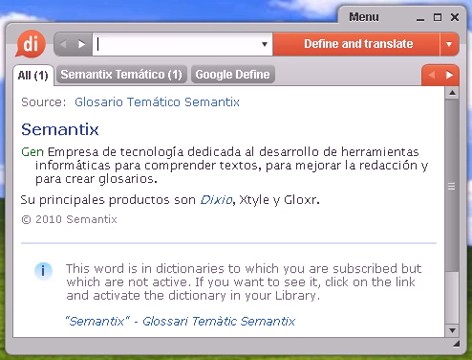 Menu
di
Define and translate
All (1)
Semantix Temático (1)
Google Define
Source: Glosario Temático Semantix
Semantix
Gen Empresa de tecnología dedicada al desarrollo de herramientas
informáticas para comprender textos, para mejorar la redacción y
para crear glosarios.
Su principales productos son Dixio, Xtyle y Gloxr.
© 2010 Semantix
i
This word is in dictionaries to which you are subscribed but
which are not active. If you want to see it, click on the link
and activate the dictionary in your Library.
"Semantix" - Glossari Temàtic Semantix